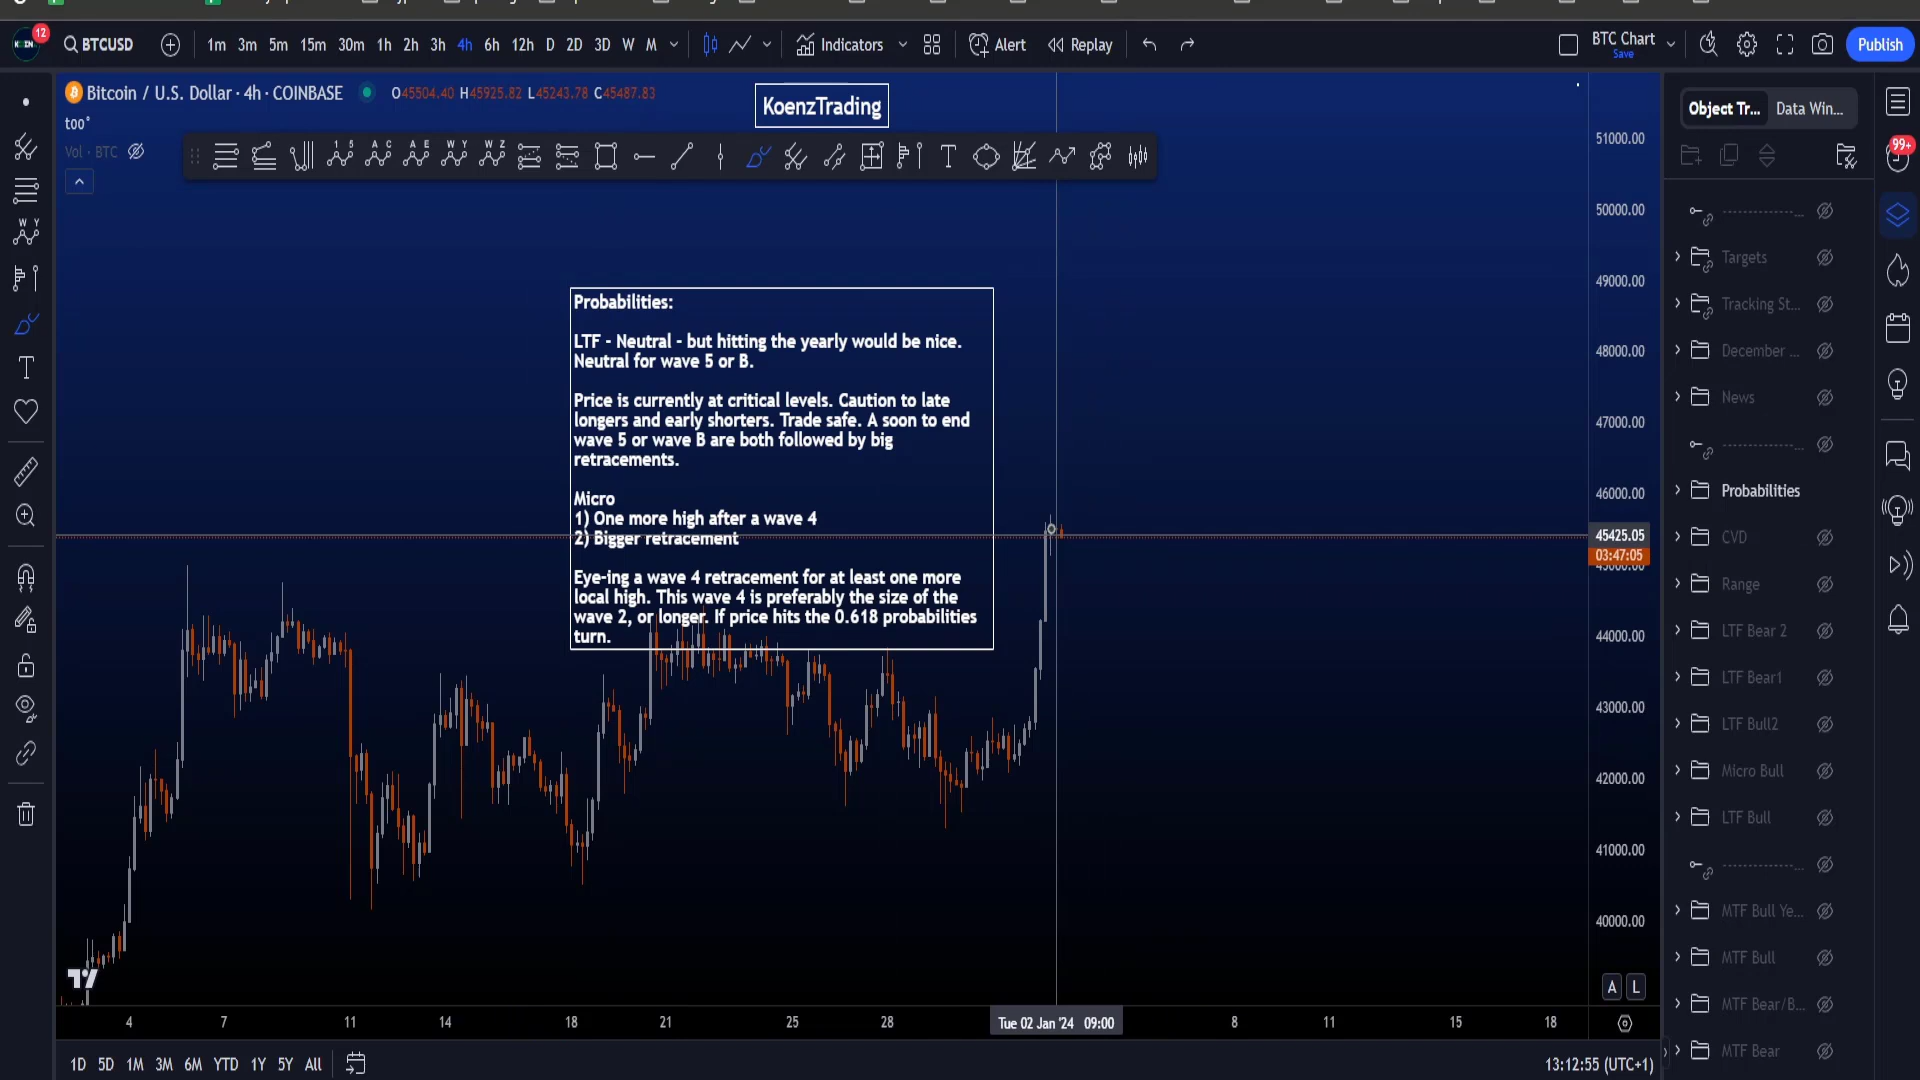 12
BTCUSD
1m 3m 5m 15m 30m 1h 2h 3h 4h 6h 12h D 2D 3D W M
Indicators
Alert
Replay
BTC Chart
Save
Publish
Bitcoin / U.S. Dollar · 4h · COINBASE
O45504.40 H45925.82 L45243.78 C45487.83
too°
Vol · BTC
KoenzTrading
Probabilities:
LTF - Neutral - but hitting the yearly would be nice.
Neutral for wave 5 or B.
Price is currently at critical levels. Caution to late
longers and early shorters. Trade safe. A soon to end
wave 5 or wave B are both followed by big
retracements.
Micro
1) One more high after a wave 4
2) Bigger retracement
Eye-ing a wave 4 retracement for at least one more
local high. This wave 4 is preferably the size of the
wave 2, or longer. If price hits the 0.618 probabilities
turn.
51000.00
50000.00
49000.00
48000.00
47000.00
46000.00
45425.05
03:47:05
45000.00
44000.00
43000.00
42000.00
41000.00
40000.00
A L
4 7 11 14 18 21 25 28 Tue 02 Jan '24 09:00 8 11 15 18
1D 5D 1M 3M 6M YTD 1Y 5Y All
13:12:55 (UTC+1)
Object Tr... Data Win...
99+
--------------...
Targets
Tracking St...
December ...
News
--------------...
Probabilities
CVD
Range
LTF Bear 2
LTF Bear1
LTF Bull2
Micro Bull
LTF Bull
--------------...
MTF Bull Ye...
MTF Bull
MTF Bear/B...
MTF Bear